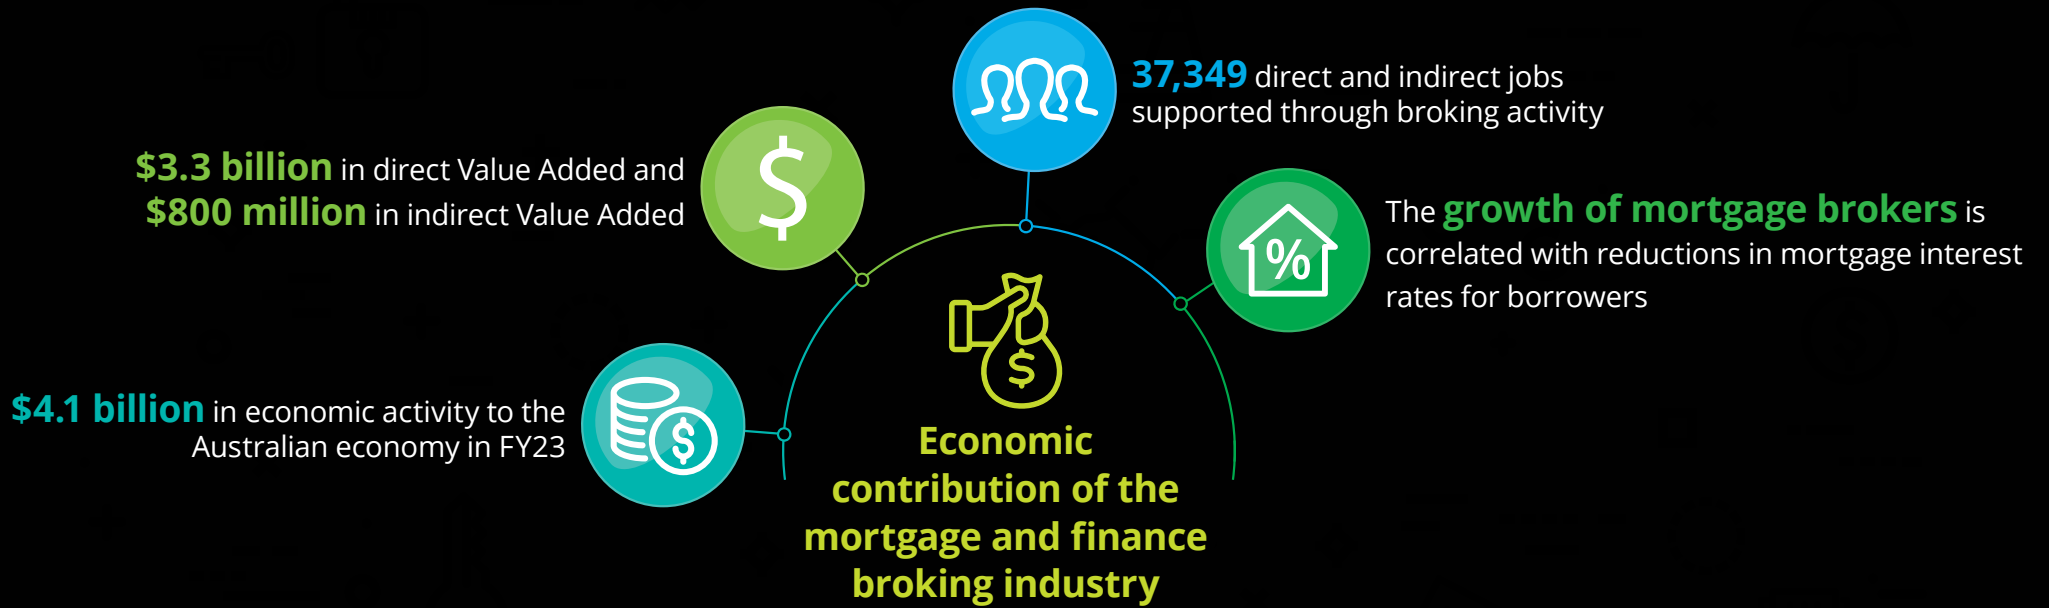 $4.1 billion in economic activity to the
Australian economy in FY23
$3.3 billion in direct Value Added and
$800 million in indirect Value Added
37,349 direct and indirect jobs
supported through broking activity
The growth of mortgage brokers is
correlated with reductions in mortgage interest
rates for borrowers
$
%
$
$
Economic
contribution of the
mortgage and finance
broking industry